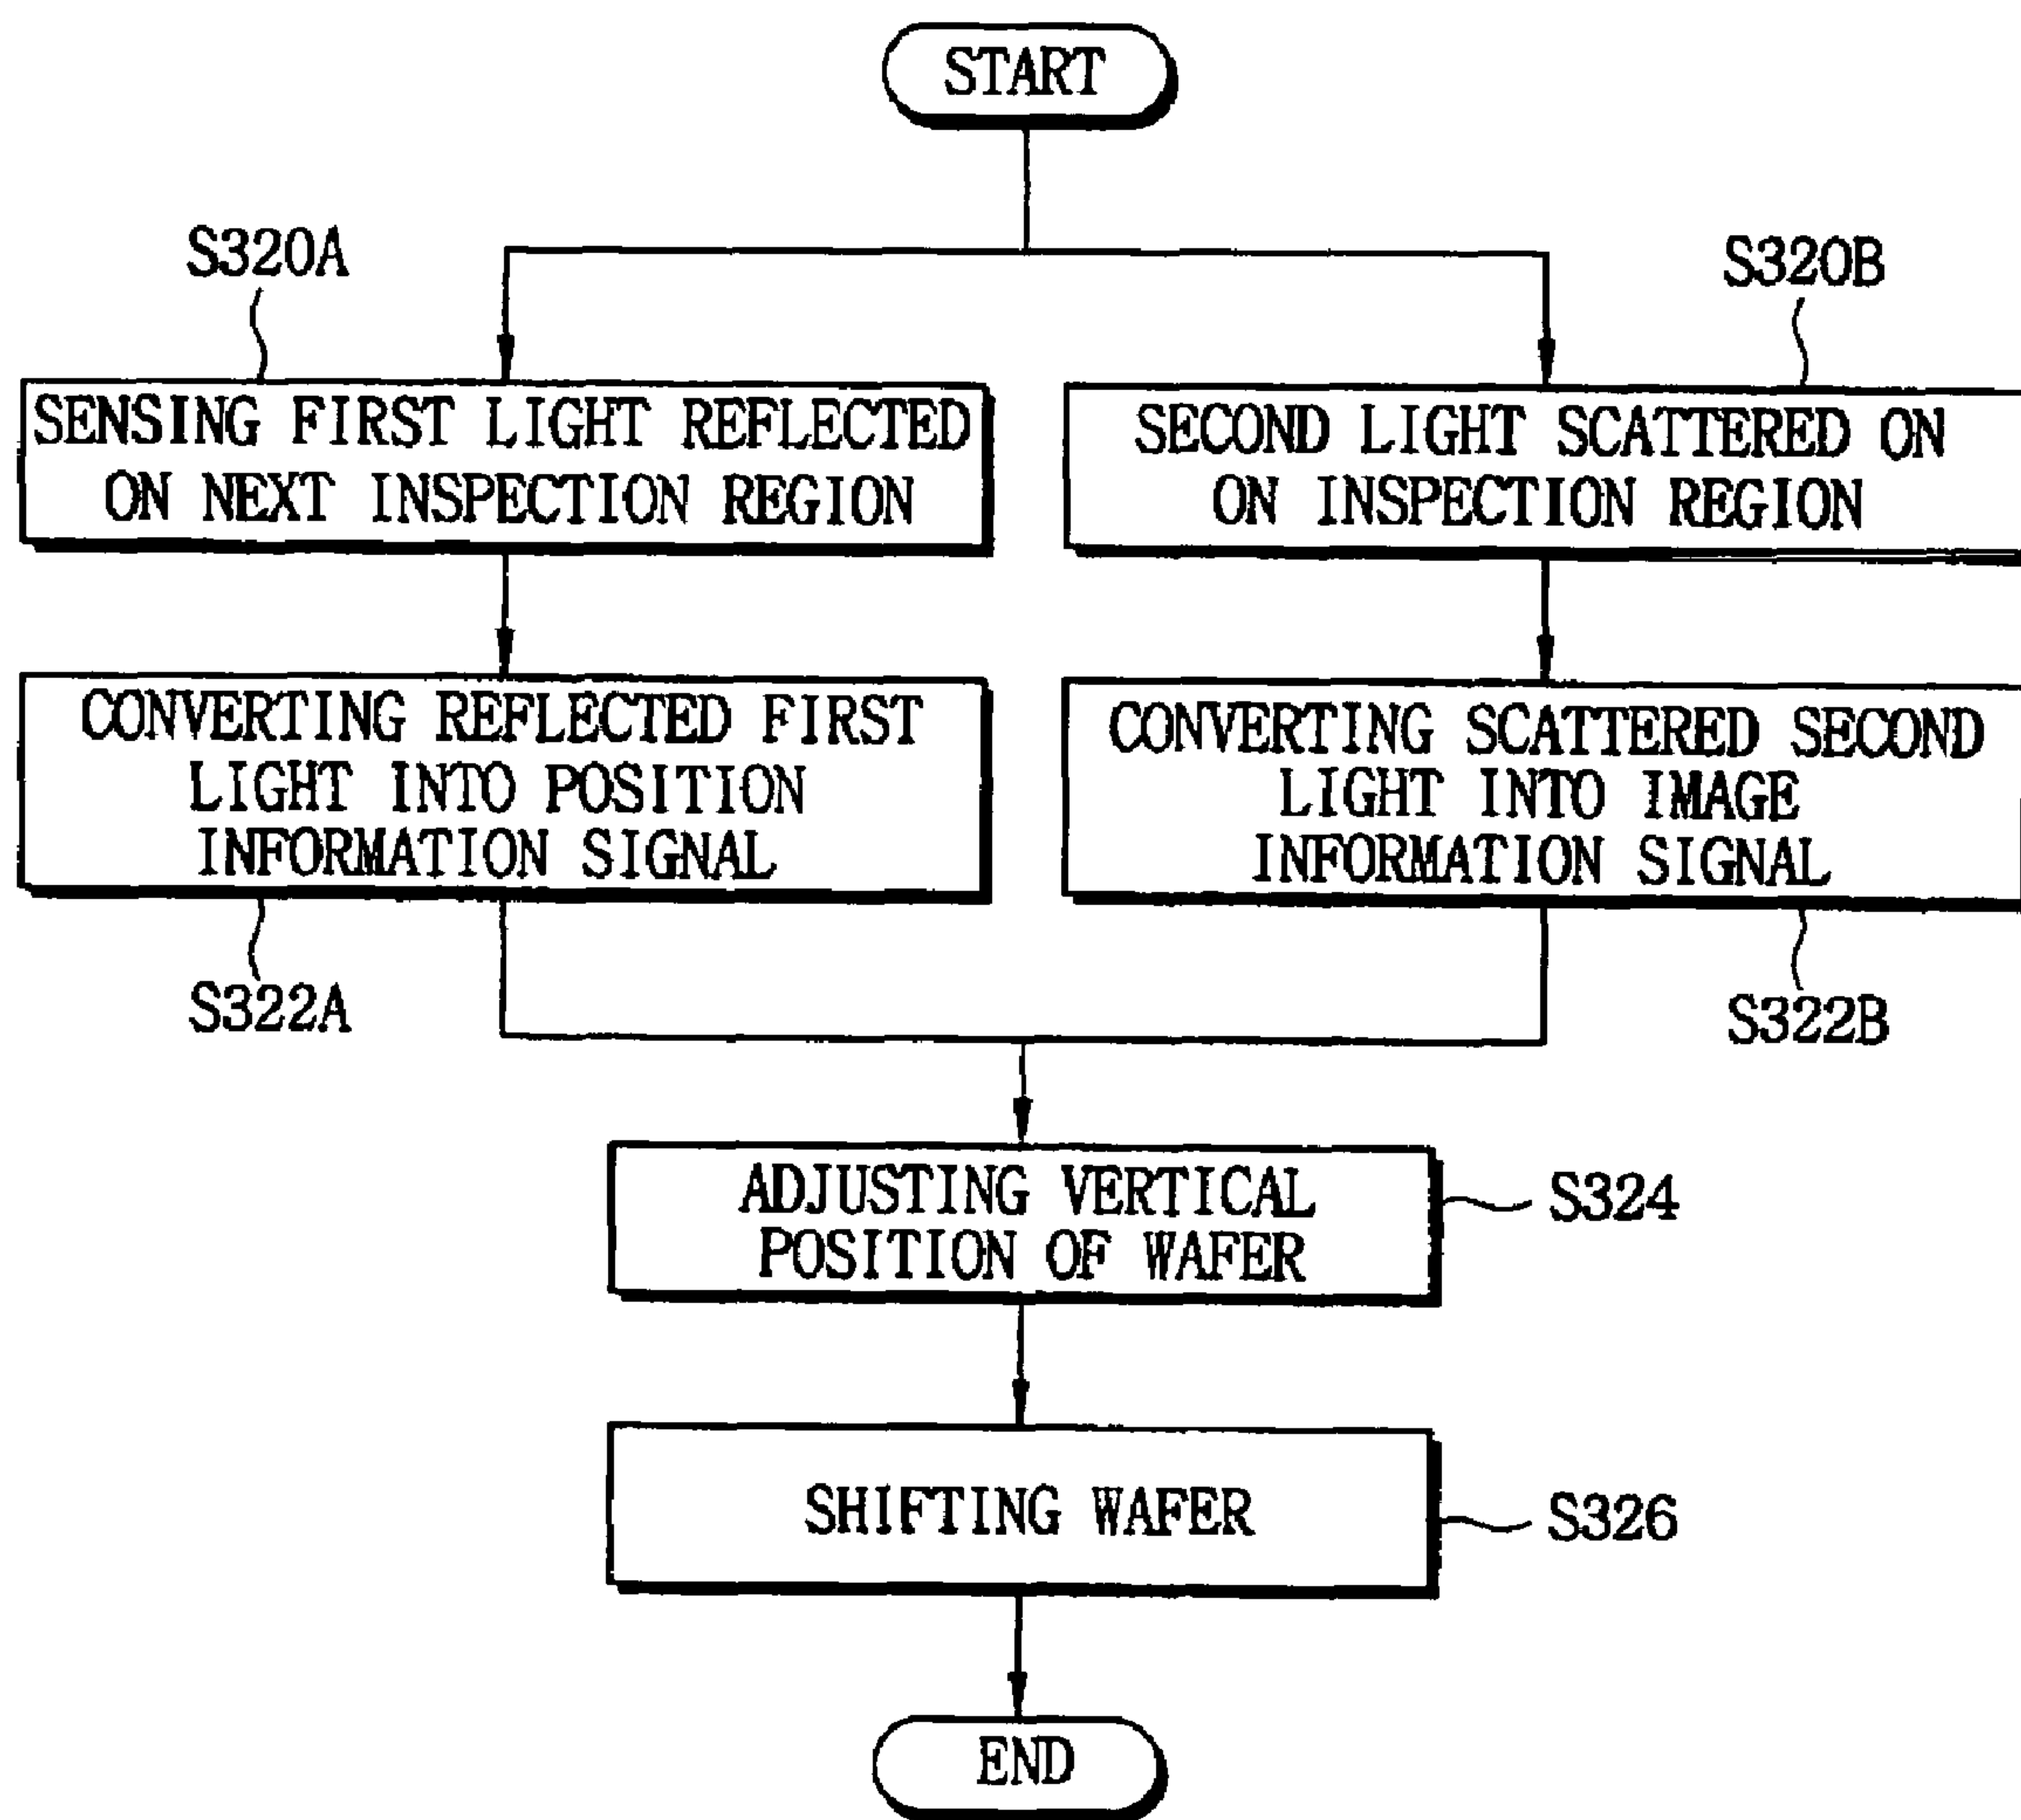 START
S320A
S320B
SENSING FIRST LIGHT REFLECTED
ON NEXT INSPECTION REGION
SECOND LIGHT SCATTERED ON
ON INSPECTION REGION
CONVERTING REFLECTED FIRST
LIGHT INTO POSITION
INFORMATION SIGNAL
CONVERTING SCATTERED SECOND
LIGHT INTO IMAGE
INFORMATION SIGNAL
S322A
S322B
ADJUSTING VERTICAL
POSITION OF WAFER
S324
SHIFTING WAFER
S326
END